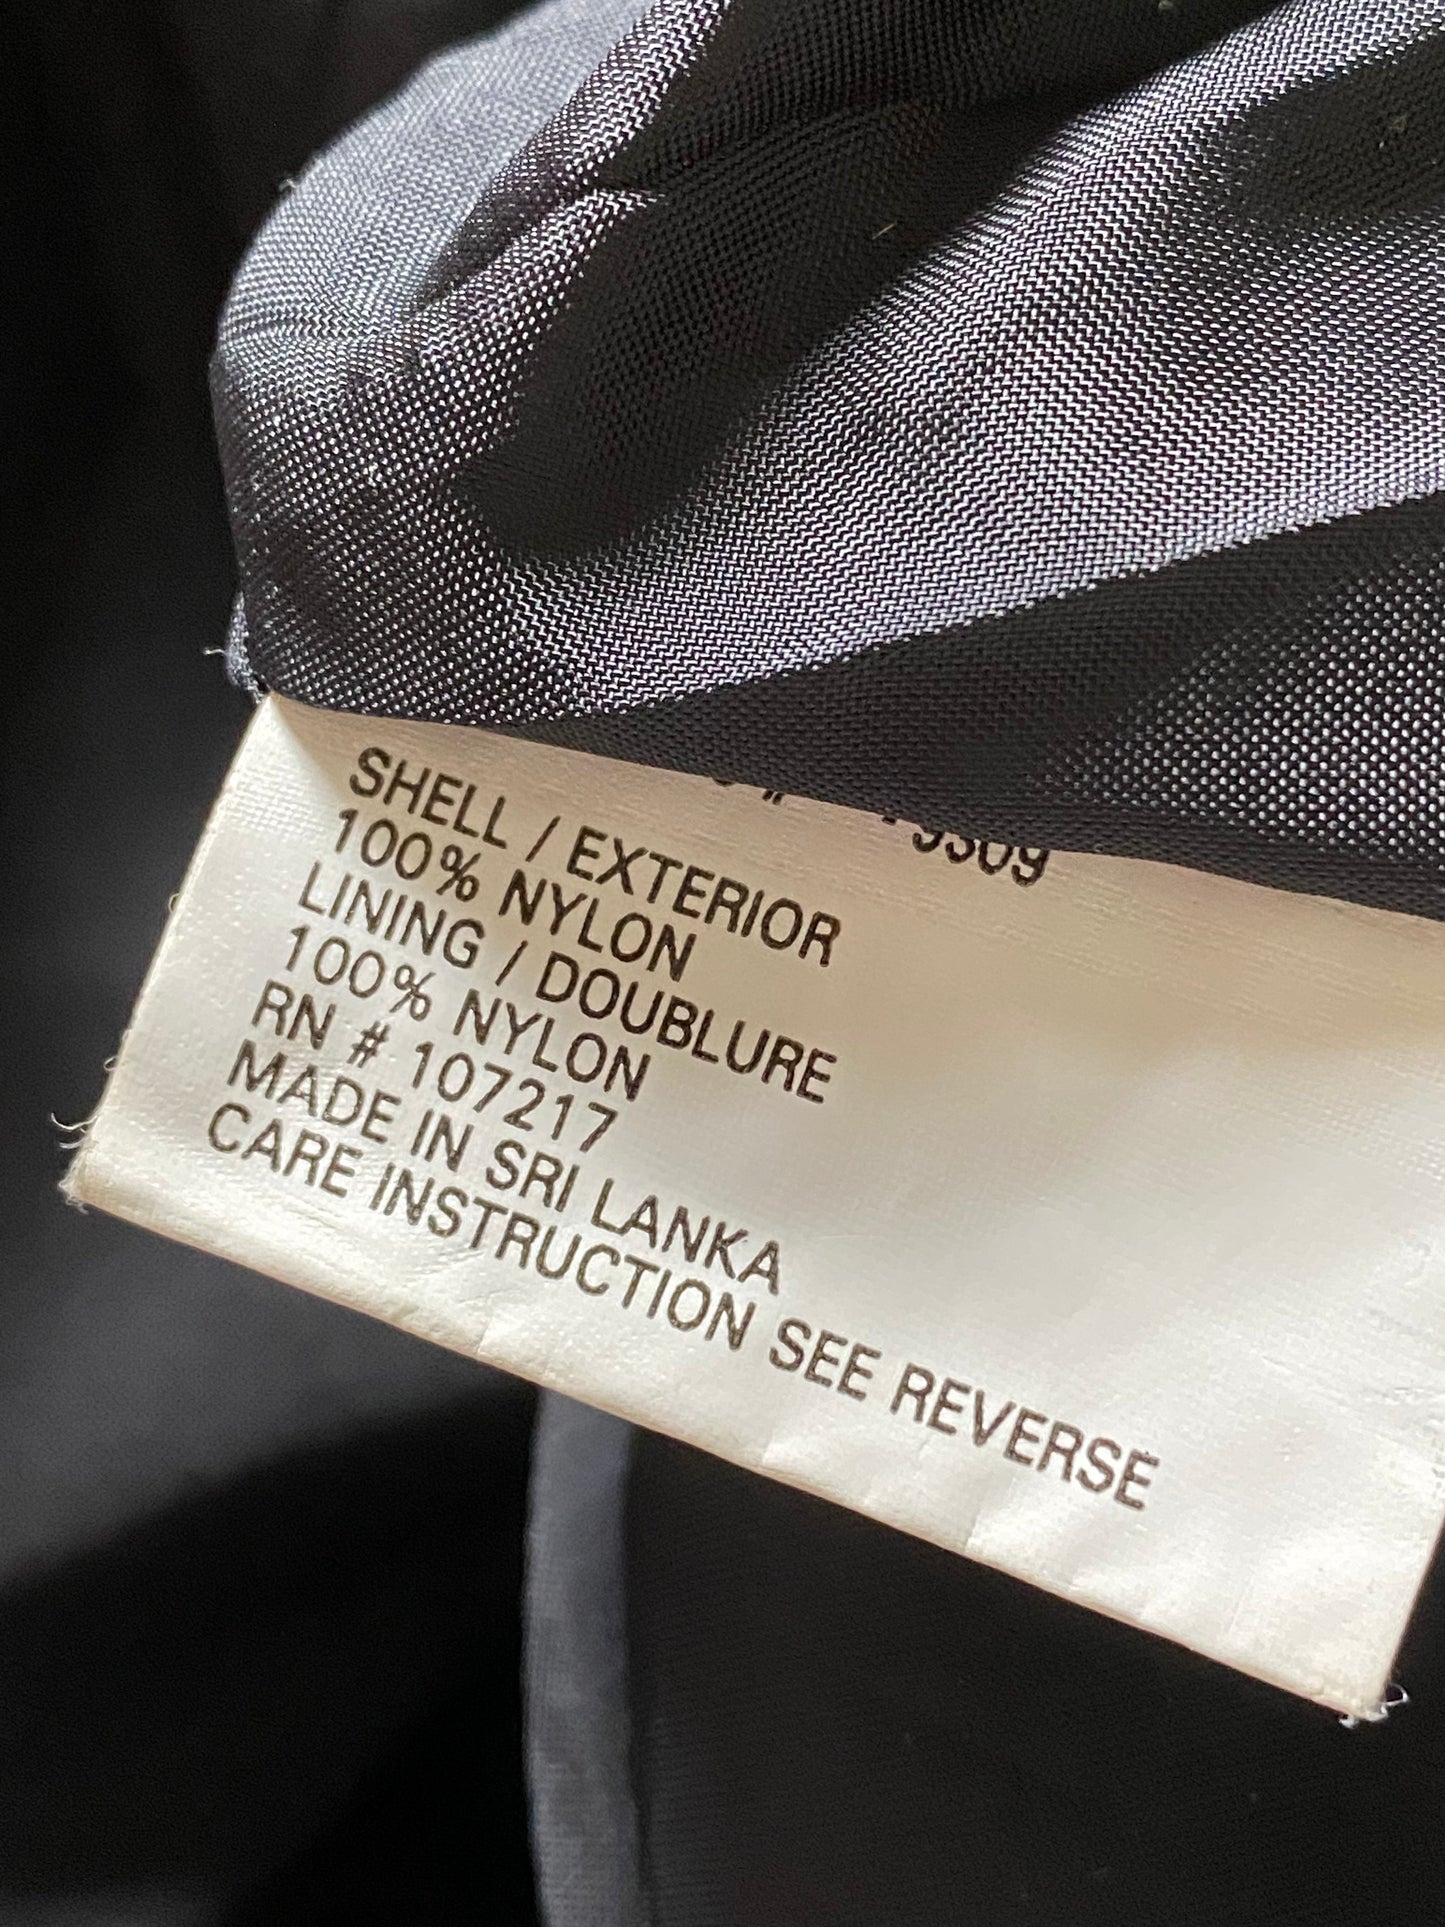 SHELL / EXTERIOR
100% NYLON
LINING / DOUBLURE
100% NYLON
RN # 107217
MADE IN SRI LANKA
CARE INSTRUCTION SEE REVERSE